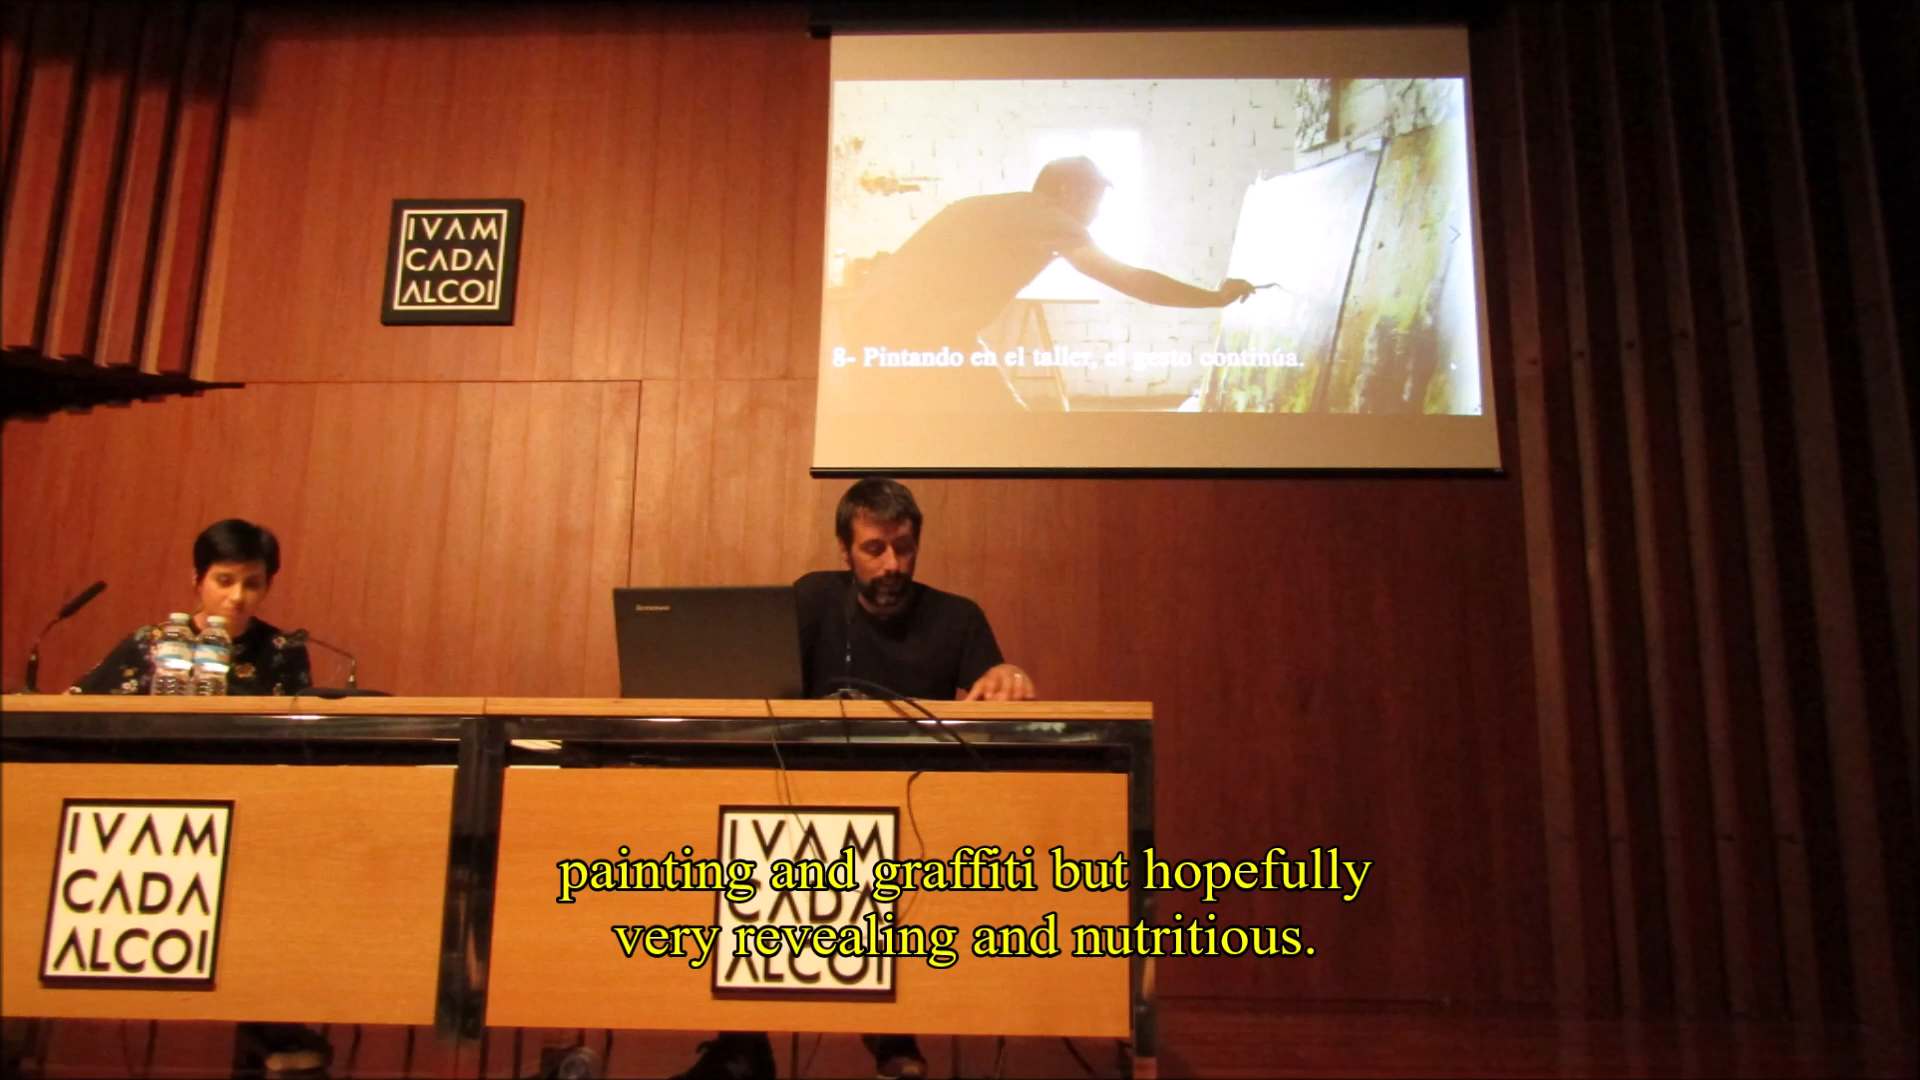 IVAM
CADA
ALCOI
8- Pintando en el taller, el gesto continúa.
lenovo
IVAM
CADA
ALCOI
IVAM
CADA
ALCOI
painting and graffiti but hopefully
very revealing and nutritious.